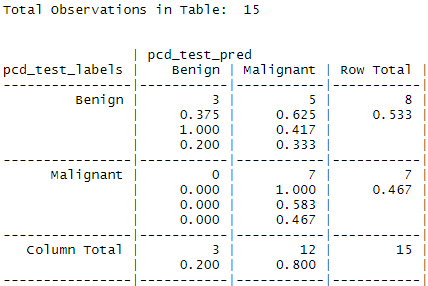 Total Observations in Table:  15
             | pcd_test_pred
pcd_test_labels |    Benign | Malignant | Row Total |
----------------|-----------|-----------|-----------|
         Benign |         3 |         5 |         8 |
                |     0.375 |     0.625 |     0.533 |
                |     1.000 |     0.417 |           |
                |     0.200 |     0.333 |           |
----------------|-----------|-----------|-----------|
      Malignant |         0 |         7 |         7 |
                |     0.000 |     1.000 |     0.467 |
                |     0.000 |     0.583 |           |
                |     0.000 |     0.467 |           |
----------------|-----------|-----------|-----------|
   Column Total |         3 |        12 |        15 |
                |     0.200 |     0.800 |           |
----------------|-----------|-----------|-----------|